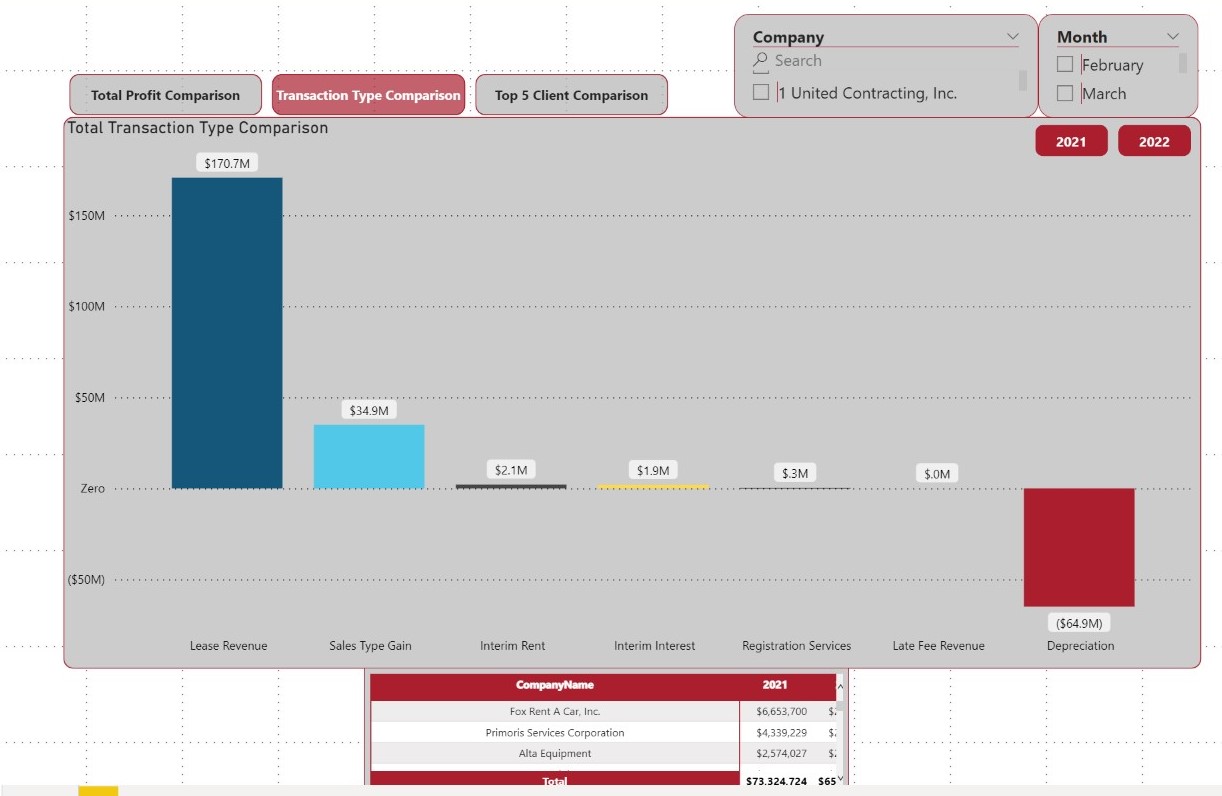 Company
Search
1 United Contracting, Inc.
Month
February
March
Total Profit Comparison
Transaction Type Comparison
Top 5 Client Comparison
Total Transaction Type Comparison
2021
2022
$170.7M
$150M
$100M
$50M
$34.9M
$2.1M
$1.9M
$.3M
$.0M
Zero
($50M)
($64.9M)
Lease Revenue
Sales Type Gain
Interim Rent
Interim Interest
Registration Services
Late Fee Revenue
Depreciation
CompanyName 2021
Fox Rent A Car, Inc. $6,653,700
Primoris Services Corporation $4,339,229
Alta Equipment $2,574,027
Total $73,324,724 $65